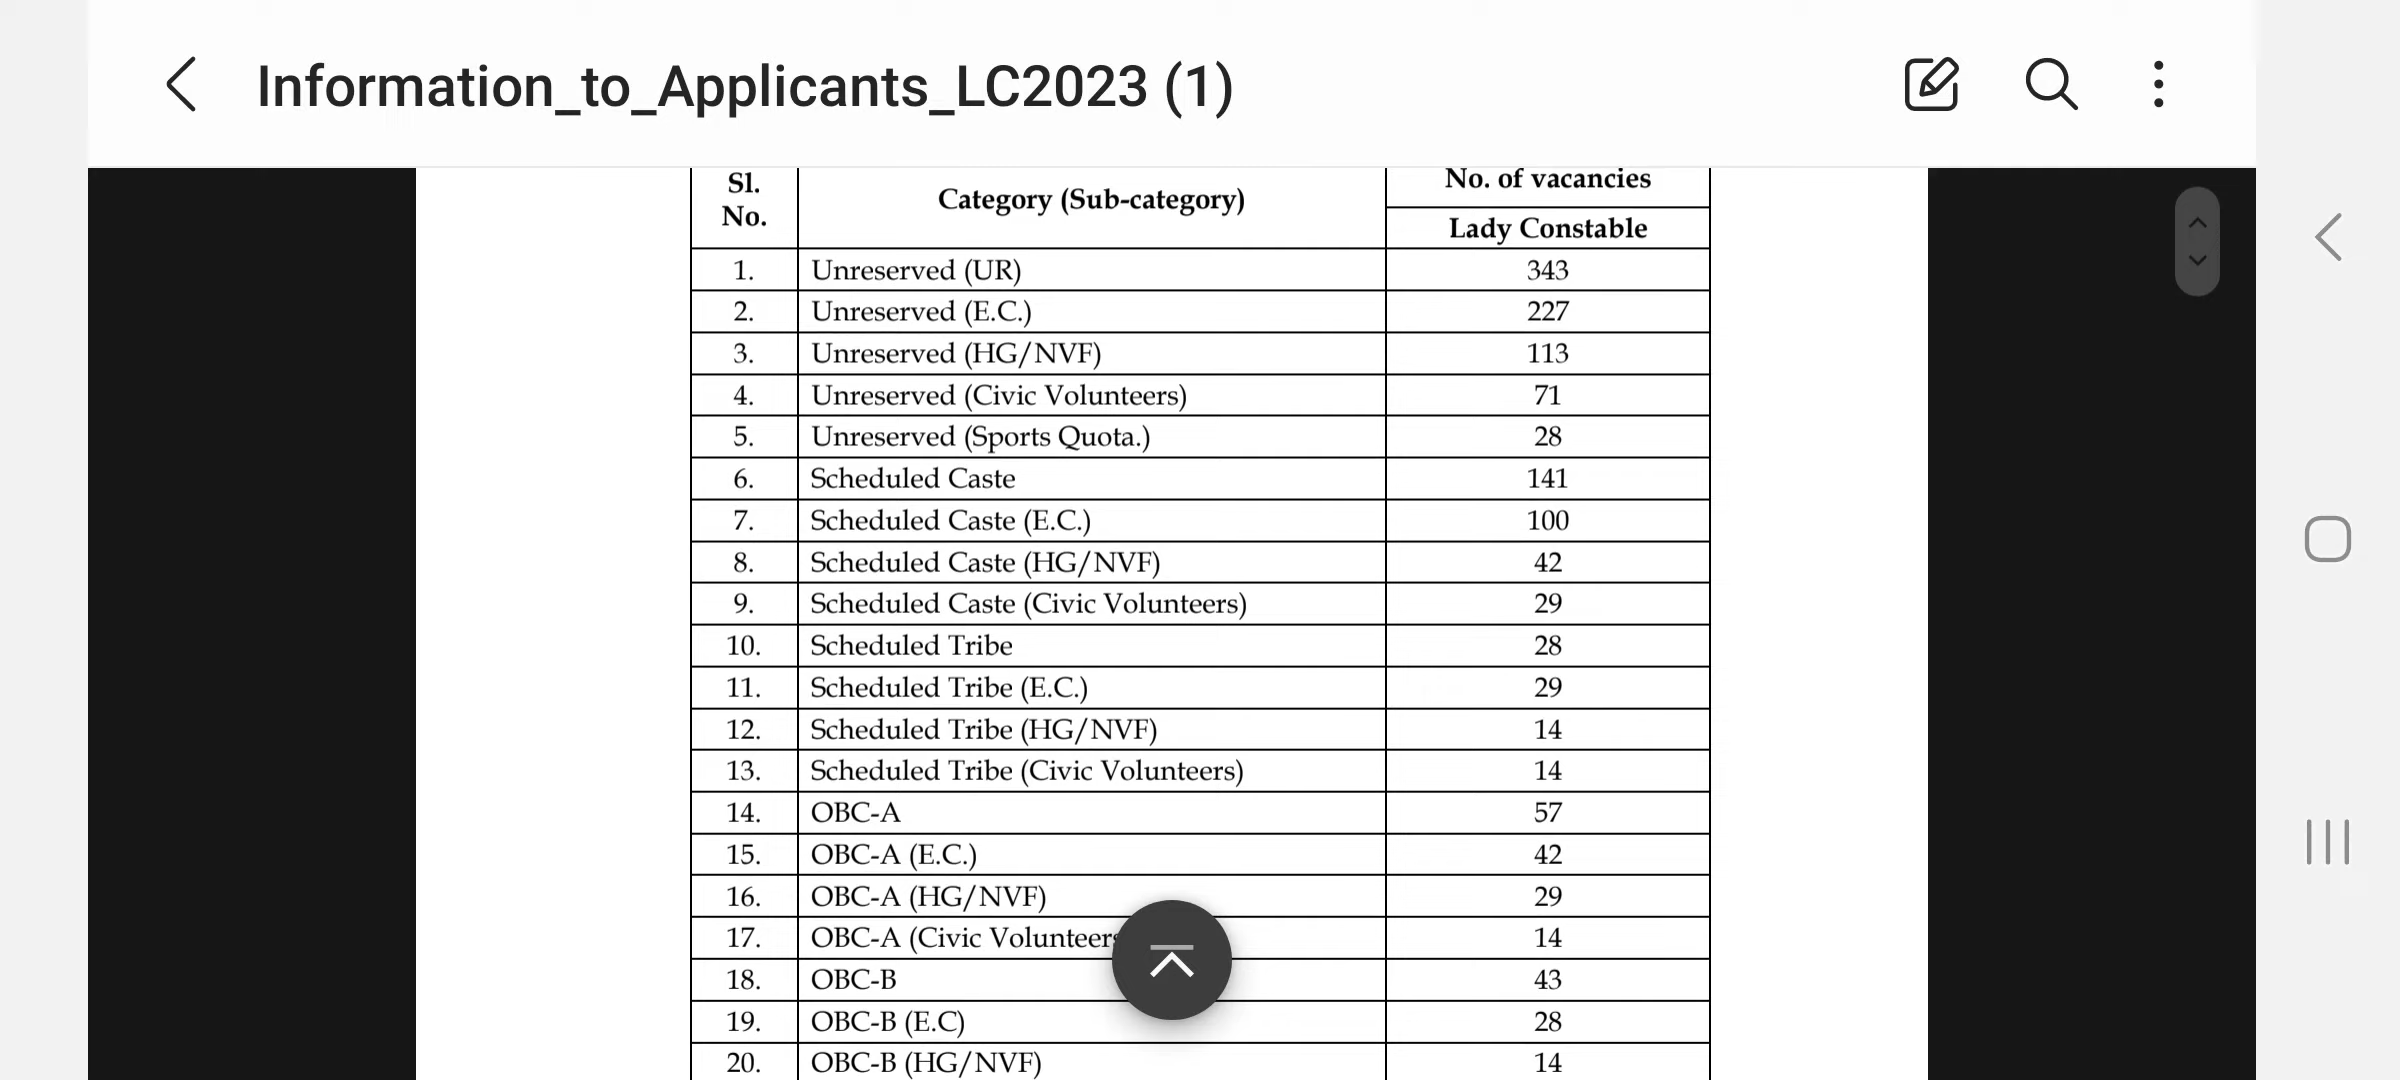 Information_to_Applicants_LC2023 (1)
Sl. No. Category (Sub-category) No. of vacancies
Lady Constable
1. Unreserved (UR) 343
2. Unreserved (E.C.) 227
3. Unreserved (HG/NVF) 113
4. Unreserved (Civic Volunteers) 71
5. Unreserved (Sports Quota.) 28
6. Scheduled Caste 141
7. Scheduled Caste (E.C.) 100
8. Scheduled Caste (HG/NVF) 42
9. Scheduled Caste (Civic Volunteers) 29
10. Scheduled Tribe 28
11. Scheduled Tribe (E.C.) 29
12. Scheduled Tribe (HG/NVF) 14
13. Scheduled Tribe (Civic Volunteers) 14
14. OBC-A 57
15. OBC-A (E.C.) 42
16. OBC-A (HG/NVF) 29
17. OBC-A (Civic Volunteers 14
18. OBC-B 43
19. OBC-B (E.C) 28
20. OBC-B (HG/NVF) 14